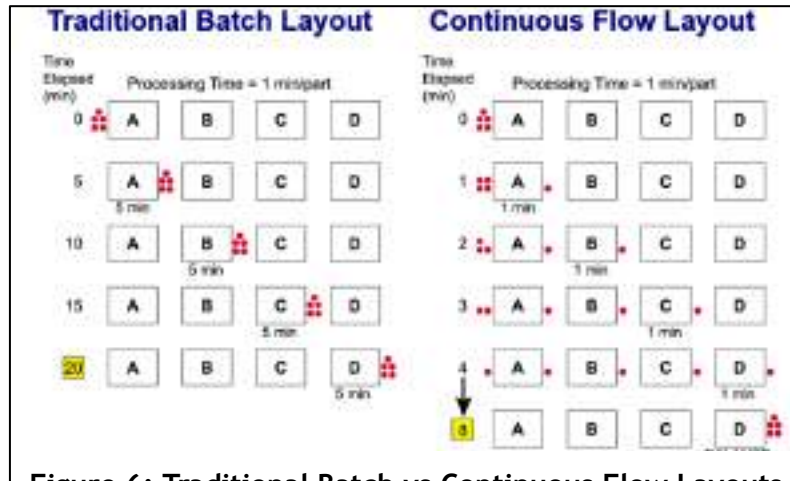 Traditional Batch Layout
Time
Elapsed
(min)
Processing Time = 1 min/part
0 A B C D
5 A B C D
5 min
10 A B C D
5 min
15 A B C D
5 min
20 A B C D
5 min
Continuous Flow Layout
Time
Elapsed
(min)
Processing Time = 1 min/part
0 A B C D
1 A B C D
1 min
2 A B C D
1 min
3 A B C D
1 min
4 A B C D
1 min
8 A B C D
Figure 6: Traditional Batch vs Continuous Flow Layouts